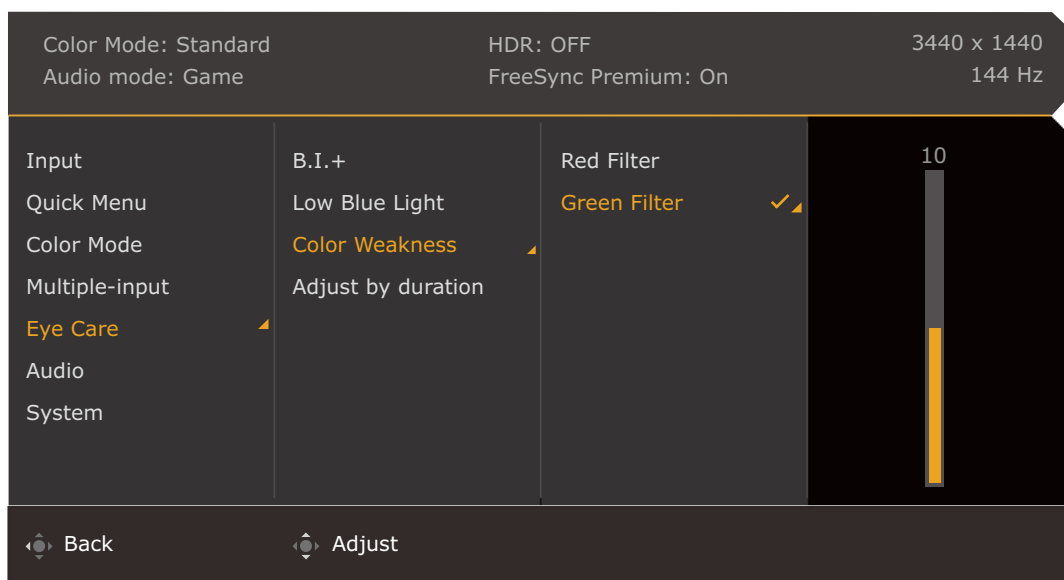 Color Mode: Standard
HDR: OFF
3440 x 1440
Audio mode: Game
FreeSync Premium: On
144 Hz
Input
Quick Menu
Color Mode
Multiple-input
Eye Care
Audio
System
B.I.+
Low Blue Light
Color Weakness
Adjust by duration
Red Filter
Green Filter
10
Back
Adjust